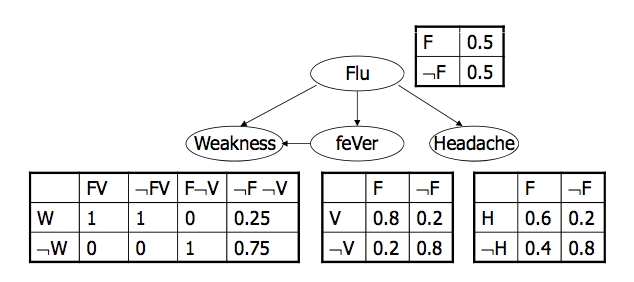 F 0.5
¬F 0.5
Flu
Weakness feVer Headache
FV ¬FV F¬V ¬F ¬V
W 1 1 0 0.25
¬W 0 0 1 0.75
F ¬F
V 0.8 0.2
¬V 0.2 0.8
F ¬F
H 0.6 0.2
¬H 0.4 0.8